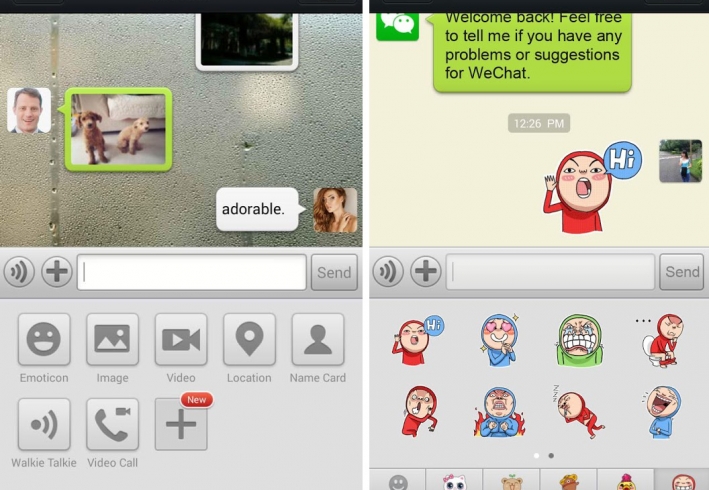 adorable.
Send
Emoticon
Image
Video
Location
Name Card
New
Walkie Talkie
Video Call
Welcome back! Feel free
to tell me if you have any
problems or suggestions
for WeChat.
12:26 PM
Hi
Send
Hi